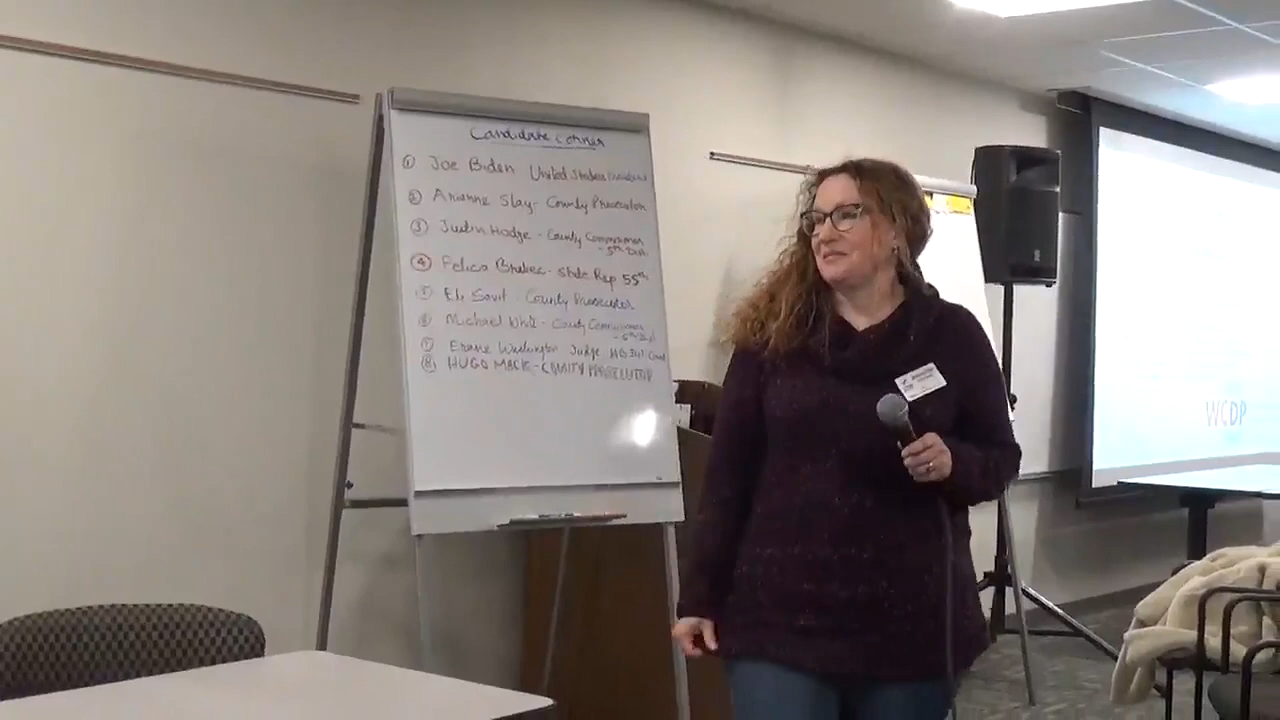 Candidate Corner
① Joe Biden United States
② Arianne Slay - County Prosecutor
③ Justin Hodge - County Commissioner
- 5th Dist
④ Felicia Brabec - State Rep 55th
⑤ Eli Savit - County Prosecutor
⑥ Michael White - County Commissioner
- 5th Dist
⑦ Erane Washington Judge
⑧ HUGO MACK - COUNTY PROSECUTOR
WCDP